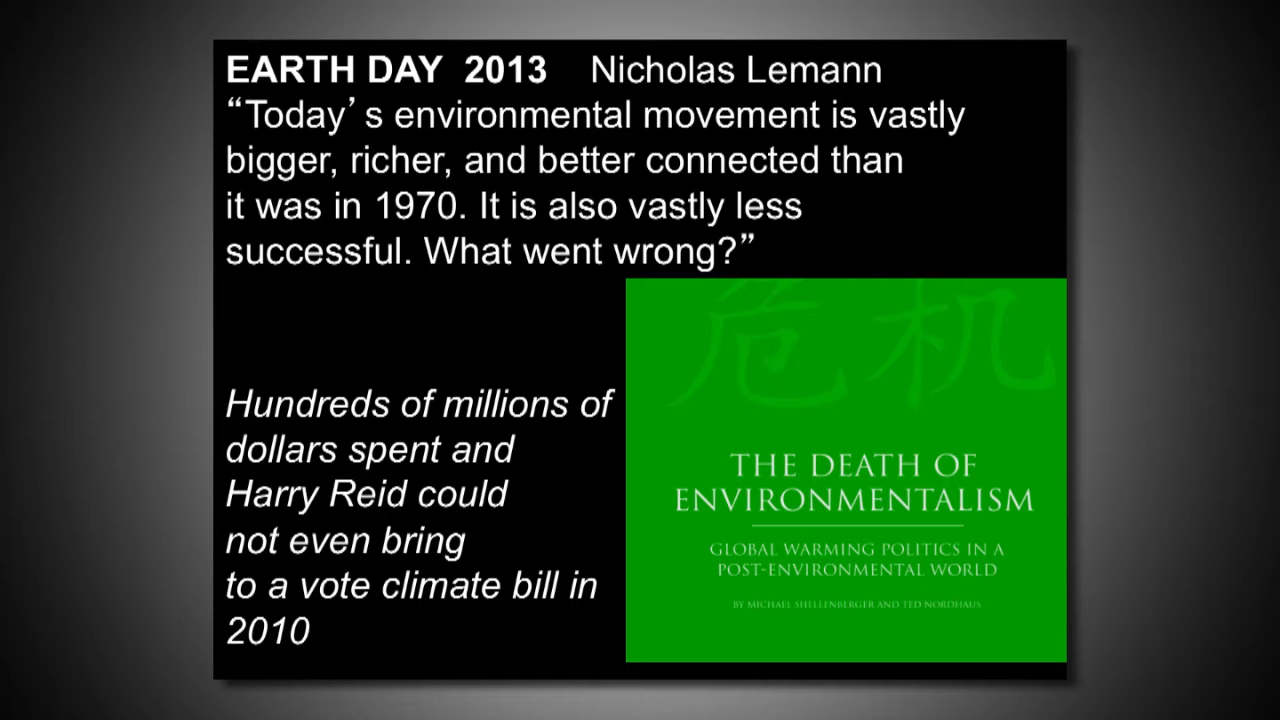 EARTH DAY 2013 Nicholas Lemann
“Today’s environmental movement is vastly
bigger, richer, and better connected than
it was in 1970. It is also vastly less
successful. What went wrong?”
Hundreds of millions of
dollars spent and
Harry Reid could
not even bring
to a vote climate bill in
2010
危机
THE DEATH OF
ENVIRONMENTALISM
GLOBAL WARMING POLITICS IN A
POST-ENVIRONMENTAL WORLD
BY MICHAEL SHELLENBERGER AND TED NORDHAUS